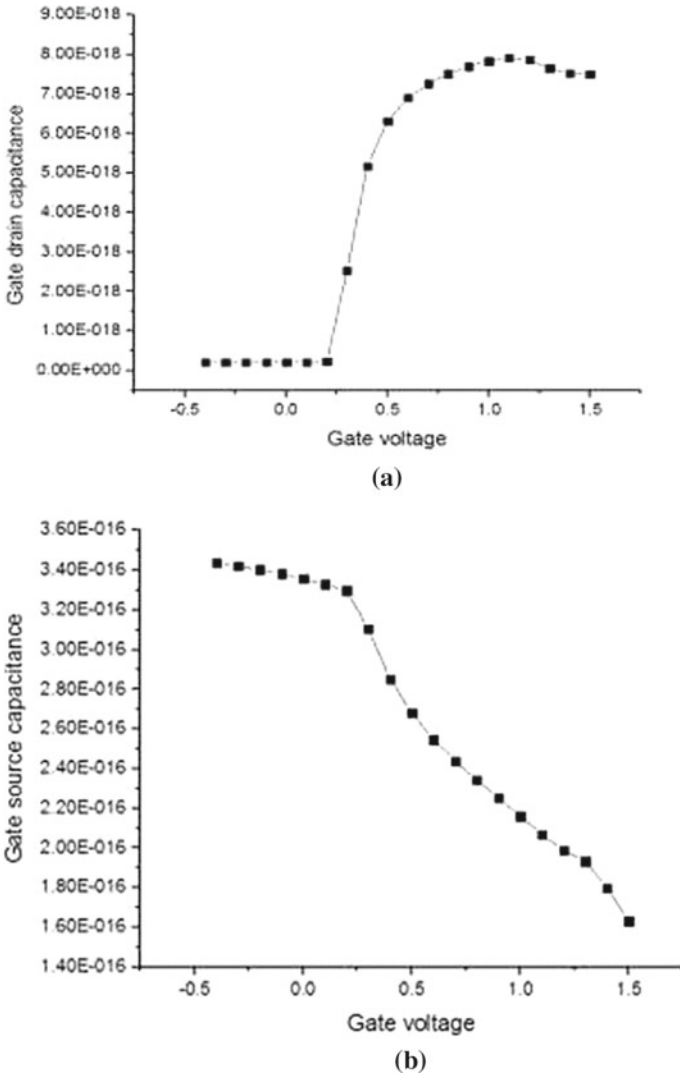 9.00E-018
8.00E-018
7.00E-018
6.00E-018
5.00E-018
4.00E-018
3.00E-018
2.00E-018
1.00E-018
0.00E+000
Gate drain capacitance
-0.5 0.0 0.5 1.0 1.5
Gate voltage
(a)
3.60E-016
3.40E-016
3.20E-016
3.00E-016
2.80E-016
2.60E-016
2.40E-016
2.20E-016
2.00E-016
1.80E-016
1.60E-016
1.40E-016
Gate source capacitance
-0.5 0.0 0.5 1.0 1.5
Gate voltage
(b)